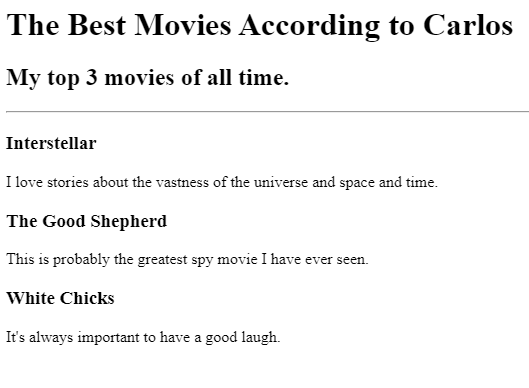 The Best Movies According to Carlos
My top 3 movies of all time.
Interstellar
I love stories about the vastness of the universe and space and time.
The Good Shepherd
This is probably the greatest spy movie I have ever seen.
White Chicks
It's always important to have a good laugh.